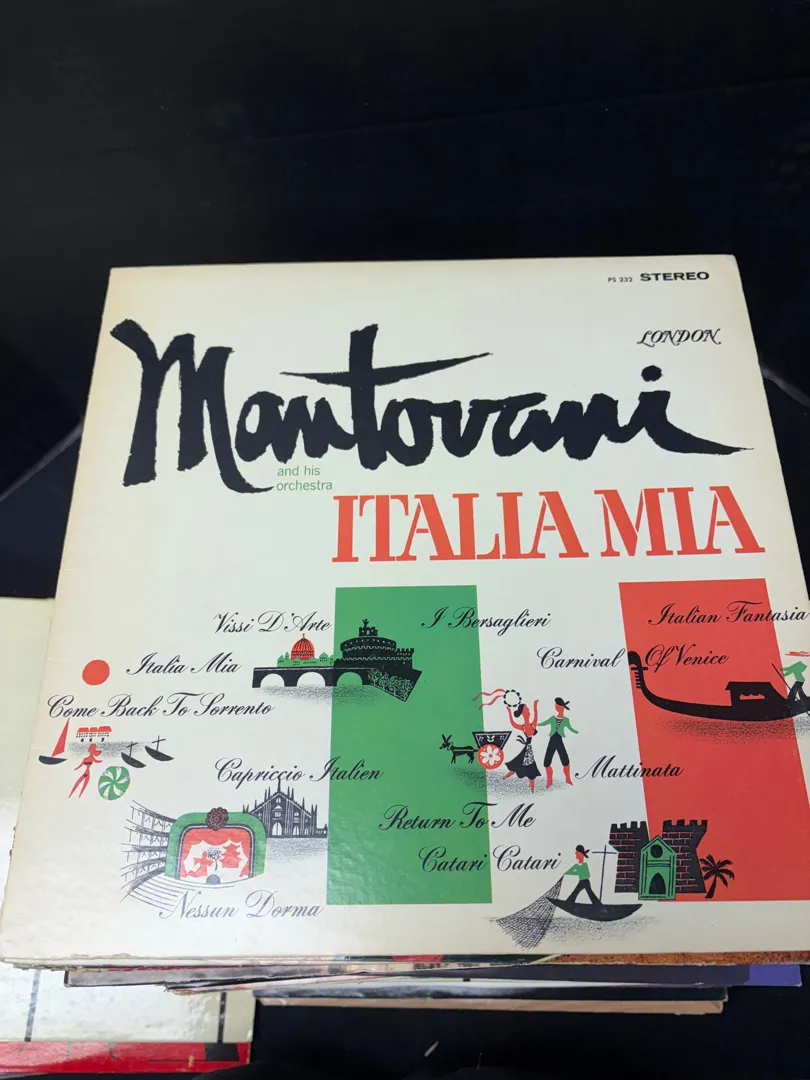 PS 232 STEREO
LONDON
Mantovani
and his
orchestra
ITALIA MIA
Vissi D'Arte
I Bersaglieri
Italian Fantasia
Italia Mia
Carnival Of Venice
Come Back To Sorrento
Capriccio Italien
Mattinata
Return To Me
Catari Catari
Nessun Dorma